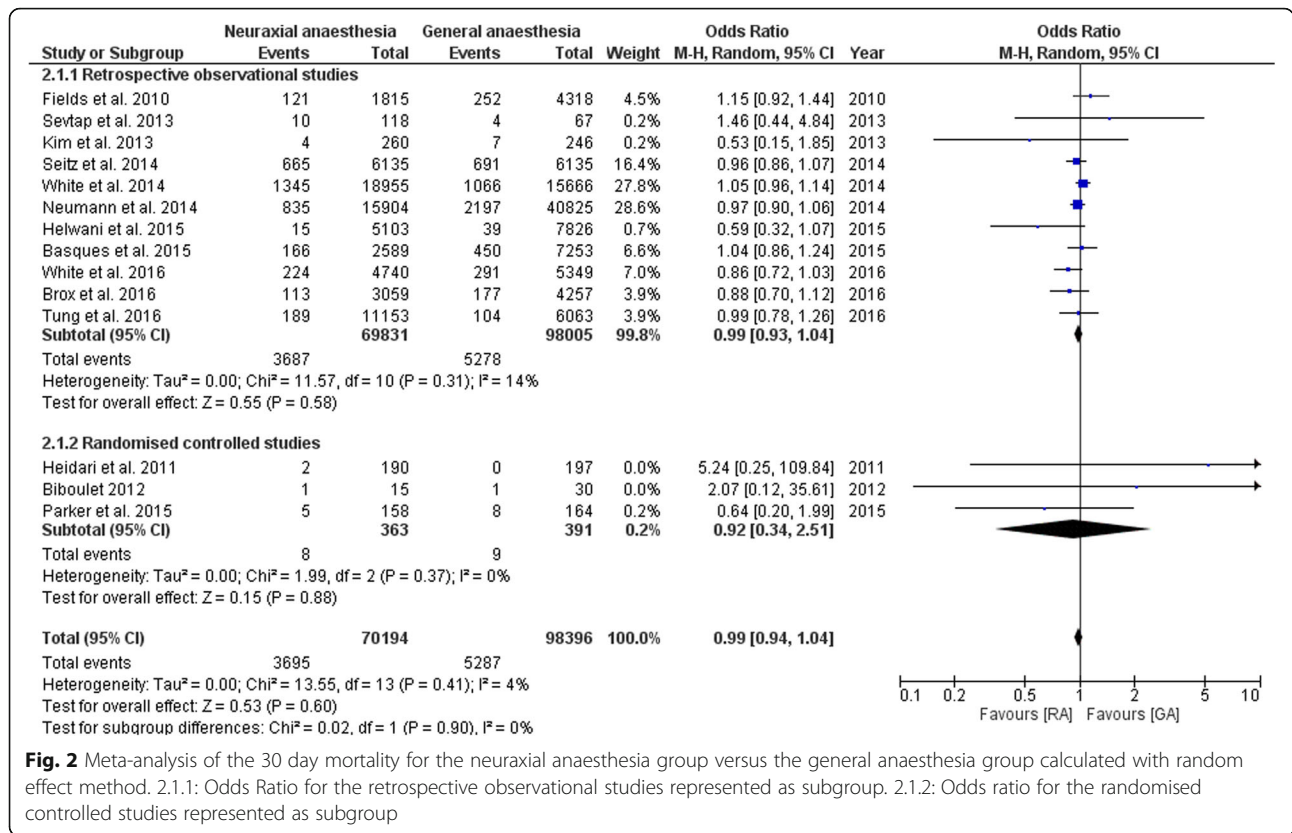 Neuraxial anaesthesia General anaesthesia Odds Ratio Odds Ratio
Study or Subgroup Events Total Events Total Weight M-H, Random, 95% CI Year M-H, Random, 95% CI
2.1.1 Retrospective observational studies
Fields et al. 2010 121 1815 252 4318 4.5% 1.15 [0.92, 1.44] 2010
Sevtap et al. 2013 10 118 4 67 0.2% 1.46 [0.44, 4.84] 2013
Kim et al. 2013 4 260 7 246 0.2% 0.53 [0.15, 1.85] 2013
Seitz et al. 2014 665 6135 691 6135 16.4% 0.96 [0.86, 1.07] 2014
White et al. 2014 1345 18955 1066 15666 27.8% 1.05 [0.96, 1.14] 2014
Neumann et al. 2014 835 15904 2197 40825 28.6% 0.97 [0.90, 1.06] 2014
Helwani et al. 2015 15 5103 39 7826 0.7% 0.59 [0.32, 1.07] 2015
Basques et al. 2015 166 2589 450 7253 6.6% 1.04 [0.86, 1.24] 2015
White et al. 2016 224 4740 291 5349 7.0% 0.86 [0.72, 1.03] 2016
Brox et al. 2016 113 3059 177 4257 3.9% 0.88 [0.70, 1.12] 2016
Tung et al. 2016 189 11153 104 6063 3.9% 0.99 [0.78, 1.26] 2016
Subtotal (95% CI) 69831 98005 99.8% 0.99 [0.93, 1.04]
Total events 3687 5278
Heterogeneity: Tau² = 0.00; Chi² = 11.57, df = 10 (P = 0.31); I² = 14%
Test for overall effect: Z = 0.55 (P = 0.58)
2.1.2 Randomised controlled studies
Heidari et al. 2011 2 190 0 197 0.0% 5.24 [0.25, 109.84] 2011
Biboulet 2012 1 15 1 30 0.0% 2.07 [0.12, 35.61] 2012
Parker et al. 2015 5 158 8 164 0.2% 0.64 [0.20, 1.99] 2015
Subtotal (95% CI) 363 391 0.2% 0.92 [0.34, 2.51]
Total events 8 9
Heterogeneity: Tau² = 0.00; Chi² = 1.99, df = 2 (P = 0.37); I² = 0%
Test for overall effect: Z = 0.15 (P = 0.88)
Total (95% CI) 70194 98396 100.0% 0.99 [0.94, 1.04]
Total events 3695 5287
Heterogeneity: Tau² = 0.00; Chi² = 13.55, df = 13 (P = 0.41); I² = 4%
Test for overall effect: Z = 0.53 (P = 0.60)
Test for subgroup differences: Chi² = 0.02, df = 1 (P = 0.90), I² = 0%
0.1 0.2 0.5 1 2 5 10
Favours [RA] Favours [GA]
Fig. 2 Meta-analysis of the 30 day mortality for the neuraxial anaesthesia group versus the general anaesthesia group calculated with random
effect method. 2.1.1: Odds Ratio for the retrospective observational studies represented as subgroup. 2.1.2: Odds ratio for the randomised
controlled studies represented as subgroup